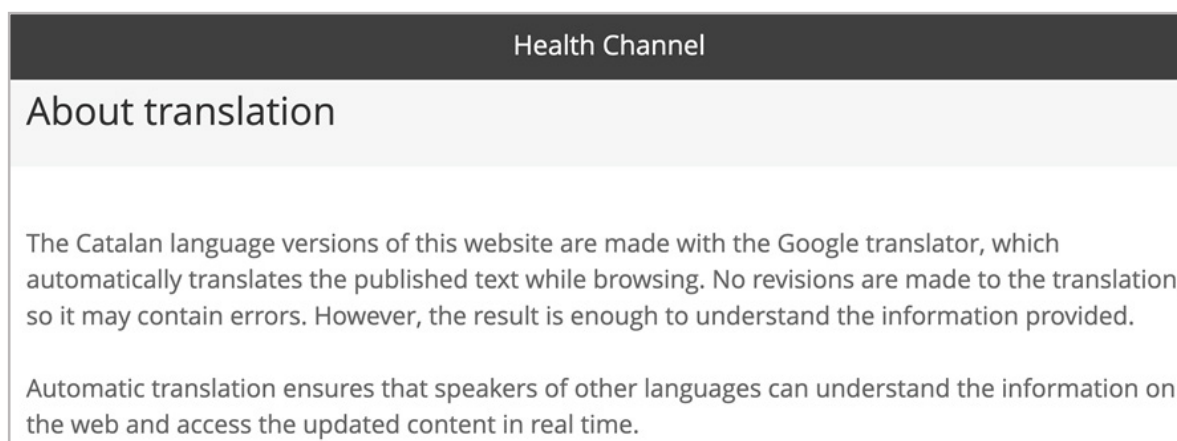 Health Channel
About translation
The Catalan language versions of this website are made with the Google translator, which
automatically translates the published text while browsing. No revisions are made to the translation
so it may contain errors. However, the result is enough to understand the information provided.
Automatic translation ensures that speakers of other languages can understand the information on
the web and access the updated content in real time.